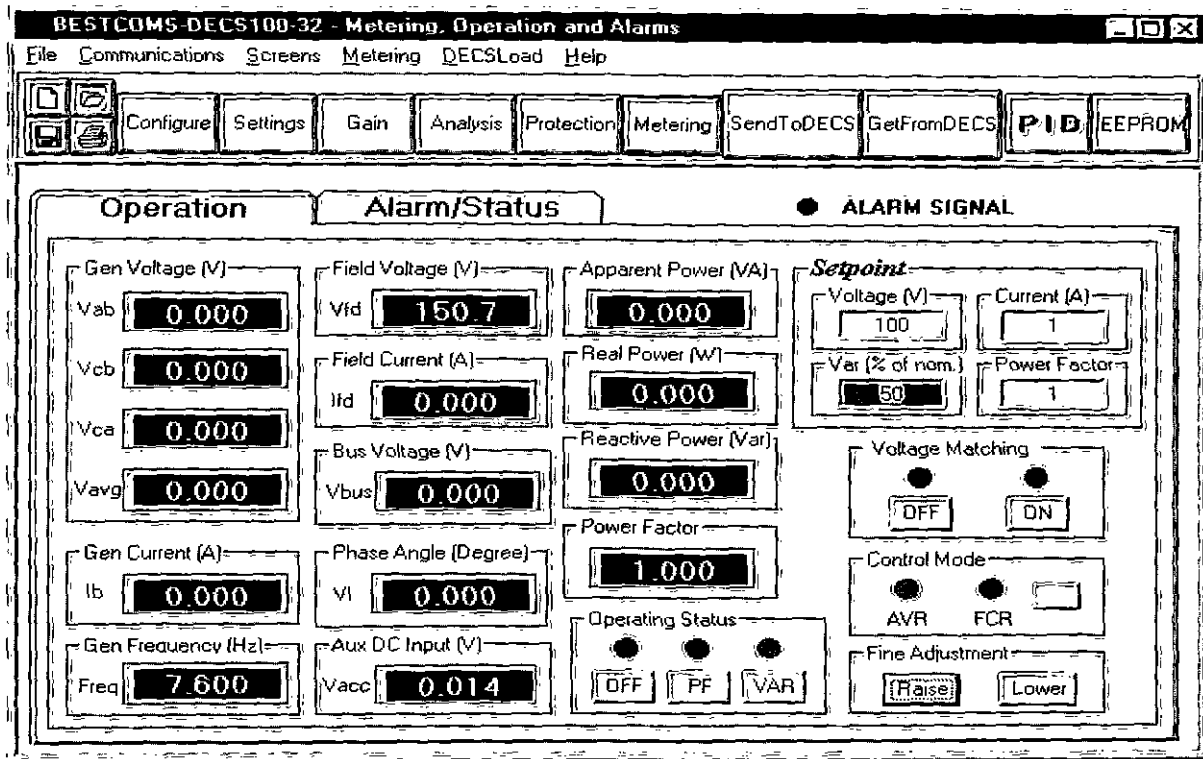 BESTCOMS-DECS100-32 - Metering, Operation and Alarms
File Communications Screens Metering DECSLoad Help
Configure Settings Gain Analysis Protection Metering SendToDECS GetFromDECS P I D EEPROM
Operation Alarm/Status ALARM SIGNAL
Gen Voltage (V)
Vab 0.000
Vcb 0.000
Vca 0.000
Vavg 0.000
Gen Current (A)
Ib 0.000
Gen Frequency (Hz)
Freq 7.600
Field Voltage (V)
Vfd 150.7
Field Current (A)
Ifd 0.000
Bus Voltage (V)
Vbus 0.000
Phase Angle (Degree)
VI 0.000
Aux DC Input (V)
Vacc 0.014
Apparent Power (VA)
0.000
Real Power (W)
0.000
Reactive Power (Var)
0.000
Power Factor
1.000
Operating Status
OFF PF VAR
Setpoint
Voltage (V) Current (A)
100 1
Var (% of nom.) Power Factor
50 1
Voltage Matching
OFF ON
Control Mode
AVR FCR
Fine Adjustment
Raise Lower